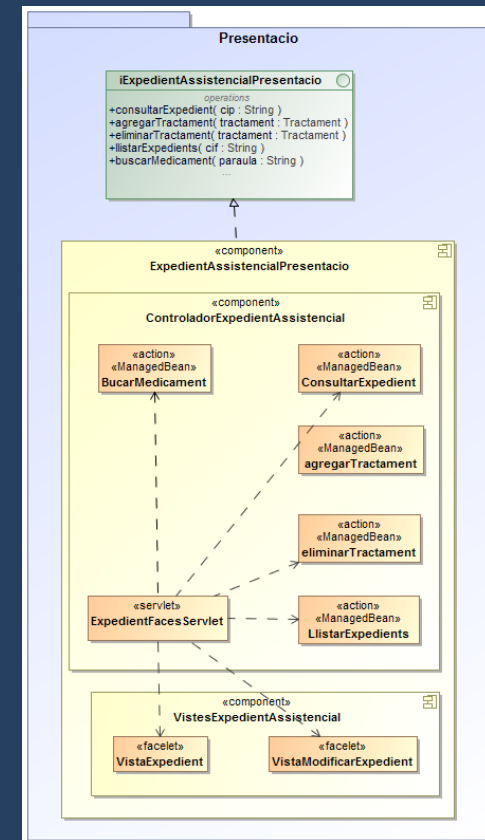 Presentacio
iExpedientAssistencialPresentacio
operations
+consultarExpedient( cip : String )
+agregarTractament( tractament : Tractament )
+eliminarTractament( tractament : Tractament )
+llistarExpedients( cif : String )
+buscarMedicament( paraula : String )
...
«component»
ExpedientAssistencialPresentacio
«component»
ControladorExpedientAssistencial
«action»
«ManagedBean»
BucarMedicament
«action»
«ManagedBean»
ConsultarExpedient
«action»
«ManagedBean»
agregarTractament
«action»
«ManagedBean»
eliminarTractament
«servlet»
ExpedientFacesServlet
«action»
«ManagedBean»
LlistarExpedients
«component»
VistesExpedientAssistencial
«facelet»
VistaExpedient
«facelet»
VistaModificarExpedient